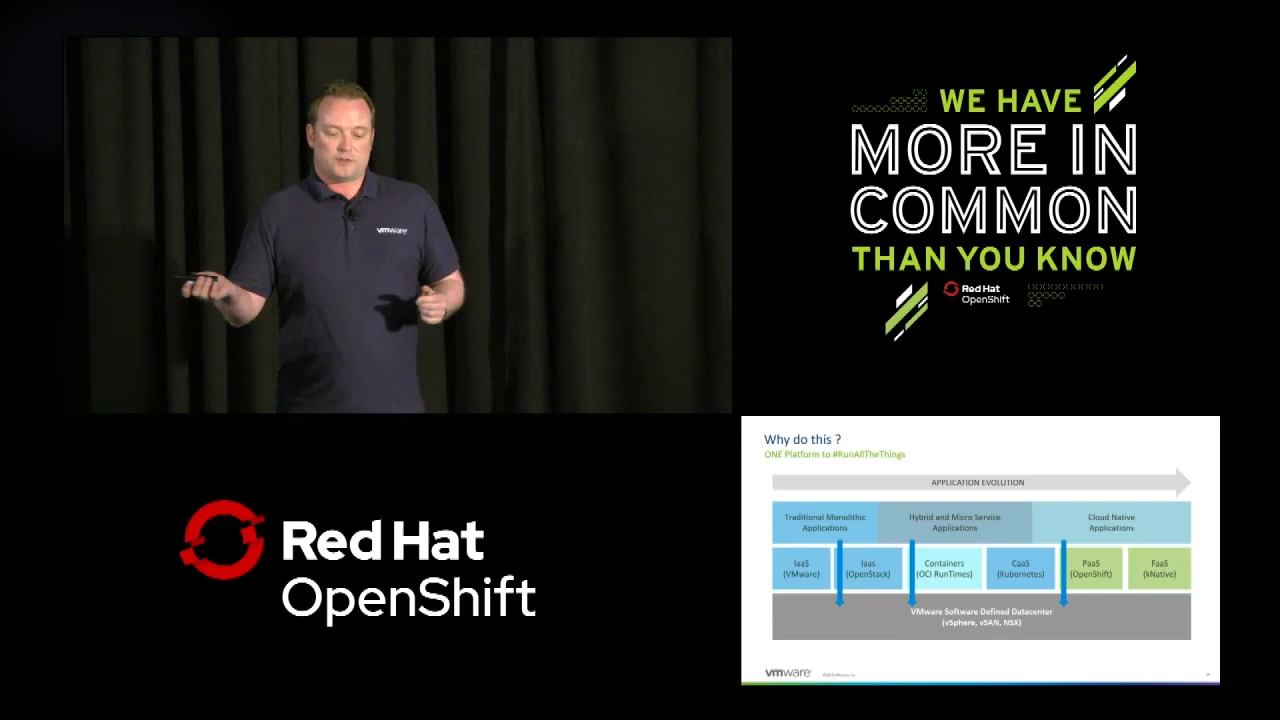 vmware
WE HAVE
MORE IN
COMMON
THAN YOU KNOW
Red Hat
OpenShift
Red Hat
OpenShift
Why do this ?
ONE Platform to #RunAllTheThings
APPLICATION EVOLUTION
Traditional Monolithic
Applications
Hybrid and Micro Service
Applications
Cloud Native
Applications
IaaS
(VMware)
Iaas
(OpenStack)
Containers
(OCI RunTimes)
CaaS
(Kubernetes)
PaaS
(OpenShift)
FaaS
(kNative)
VMware Software Defined Datacenter
(vSphere, vSAN, NSX)
vmware